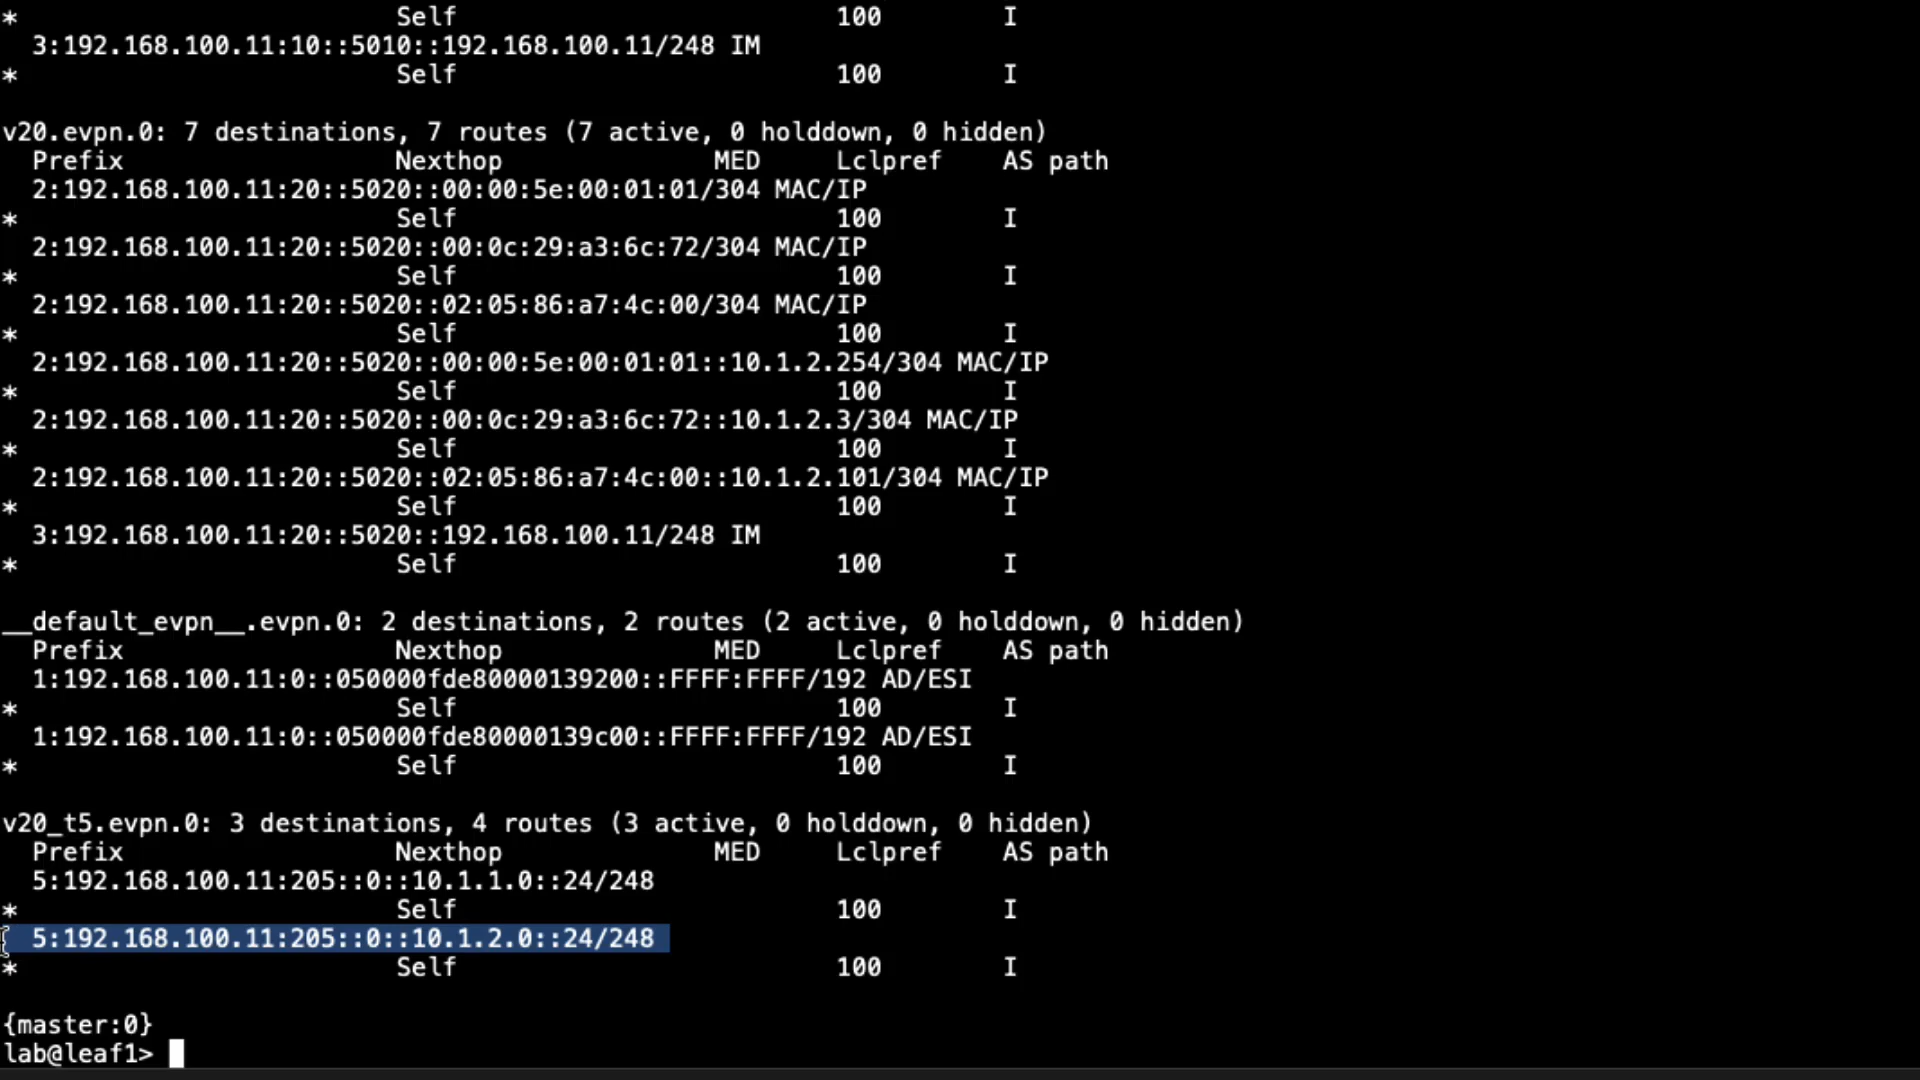 *                         Self                         100        I
  3:192.168.100.11:10::5010::192.168.100.11/248 IM
*                         Self                         100        I
v20.evpn.0: 7 destinations, 7 routes (7 active, 0 holddown, 0 hidden)
  Prefix                  Nexthop              MED     Lclpref    AS path
  2:192.168.100.11:20::5020::00:00:5e:00:01:01/304 MAC/IP
*                         Self                         100        I
  2:192.168.100.11:20::5020::00:0c:29:a3:6c:72/304 MAC/IP
*                         Self                         100        I
  2:192.168.100.11:20::5020::02:05:86:a7:4c:00/304 MAC/IP
*                         Self                         100        I
  2:192.168.100.11:20::5020::00:00:5e:00:01:01::10.1.2.254/304 MAC/IP
*                         Self                         100        I
  2:192.168.100.11:20::5020::00:0c:29:a3:6c:72::10.1.2.3/304 MAC/IP
*                         Self                         100        I
  2:192.168.100.11:20::5020::02:05:86:a7:4c:00::10.1.2.101/304 MAC/IP
*                         Self                         100        I
  3:192.168.100.11:20::5020::192.168.100.11/248 IM
*                         Self                         100        I
__default_evpn__.evpn.0: 2 destinations, 2 routes (2 active, 0 holddown, 0 hidden)
  Prefix                  Nexthop              MED     Lclpref    AS path
  1:192.168.100.11:0::050000fde80000139200::FFFF:FFFF/192 AD/ESI
*                         Self                         100        I
  1:192.168.100.11:0::050000fde80000139c00::FFFF:FFFF/192 AD/ESI
*                         Self                         100        I
v20_t5.evpn.0: 3 destinations, 4 routes (3 active, 0 holddown, 0 hidden)
  Prefix                  Nexthop              MED     Lclpref    AS path
  5:192.168.100.11:205::0::10.1.1.0::24/248
*                         Self                         100        I
  5:192.168.100.11:205::0::10.1.2.0::24/248
*                         Self                         100        I
{master:0}
lab@leaf1>